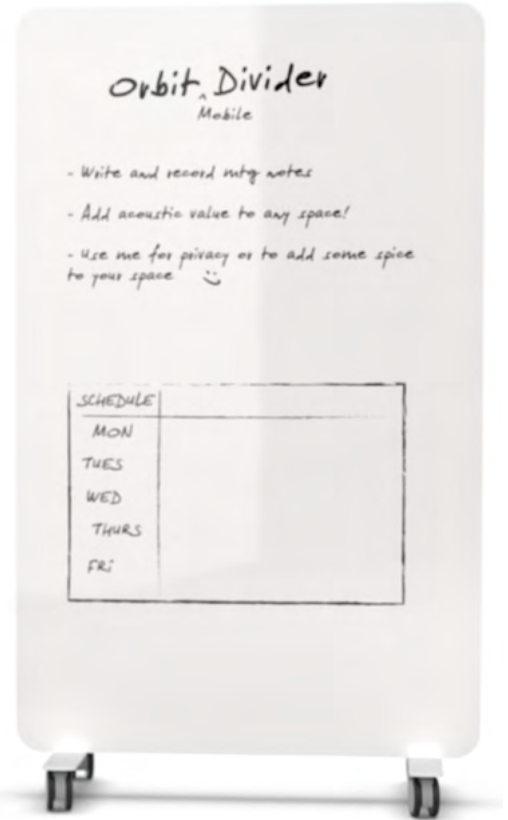 Orbit ^ Divider
Mobile
- Write and record mtg notes
- Add acoustic value to any space!
- Use me for privacy or to add some spice
to your space :)
SCHEDULE
MON
TUES
WED
THURS
FRi